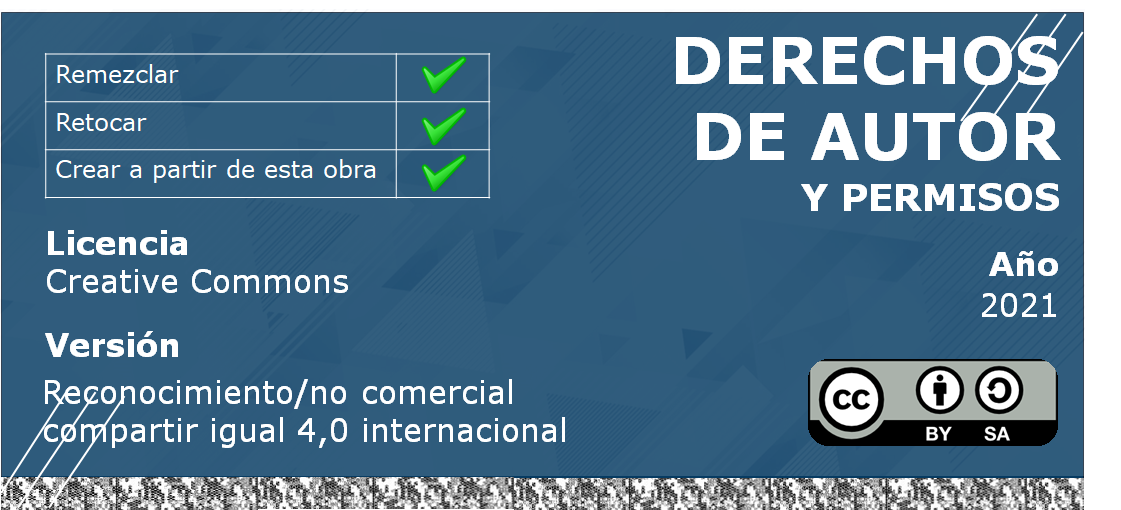 DERECHOS
DE AUTOR
Y PERMISOS
Año
2021
Remezclar
Retocar
Crear a partir de esta obra
Licencia
Creative Commons
Versión
Reconocimiento/no comercial
compartir igual 4,0 internacional
cc
BY SA